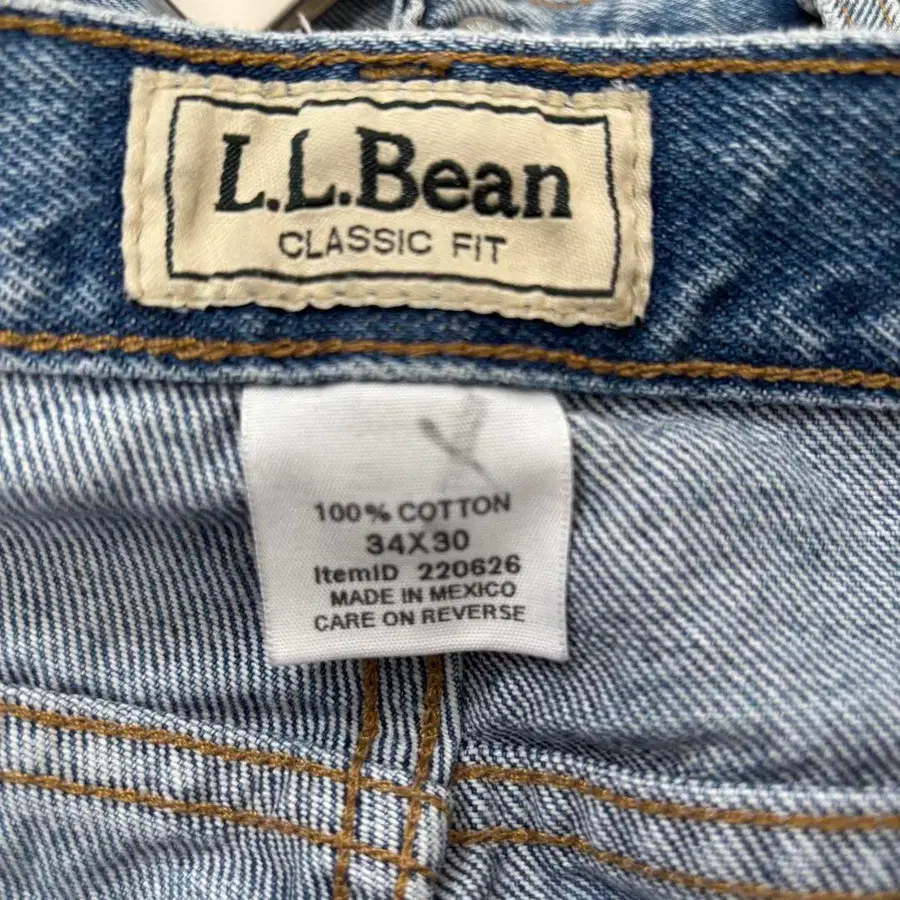 L.L.Bean
CLASSIC FIT
100% COTTON
34X30
ItemID 220626
MADE IN MEXICO
CARE ON REVERSE